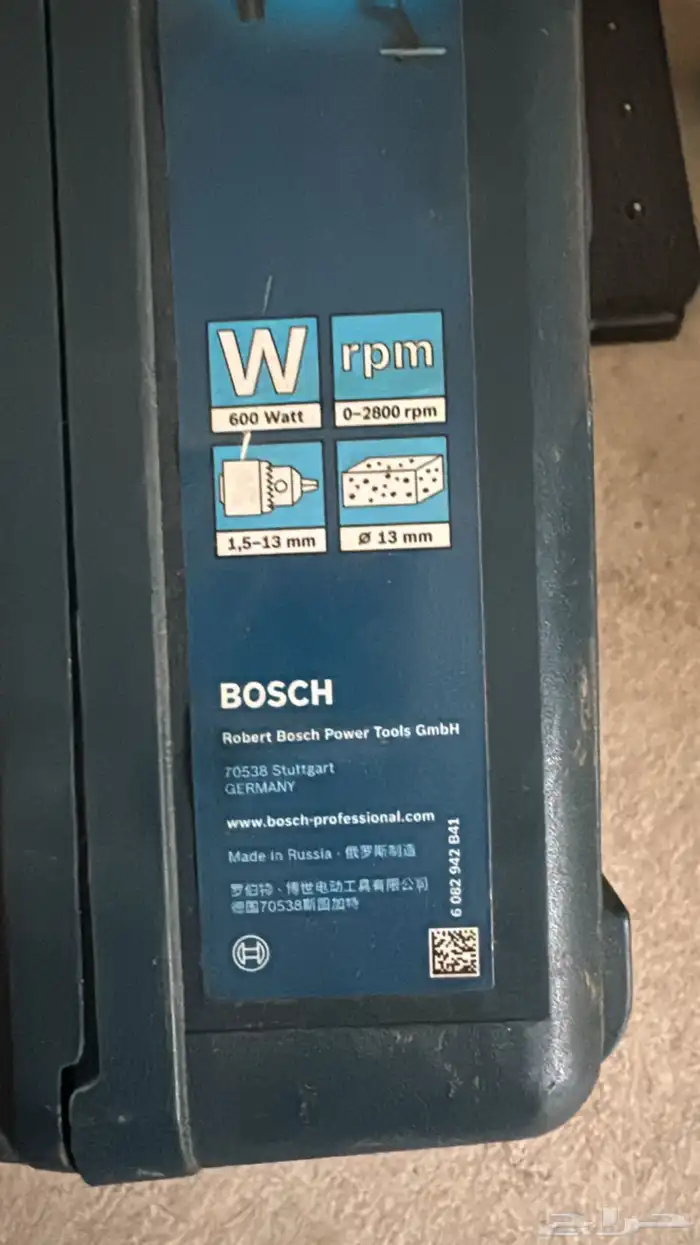 W
600 Watt
rpm
0-2800 rpm
1,5-13 mm
Ø 13 mm
BOSCH
Robert Bosch Power Tools GmbH
70538 Stuttgart
GERMANY
www.bosch-professional.com
Made in Russia · 俄罗斯制造
罗伯特 · 博世电动工具有限公司
德国70538斯图加特
6 082 942 B41
حراج